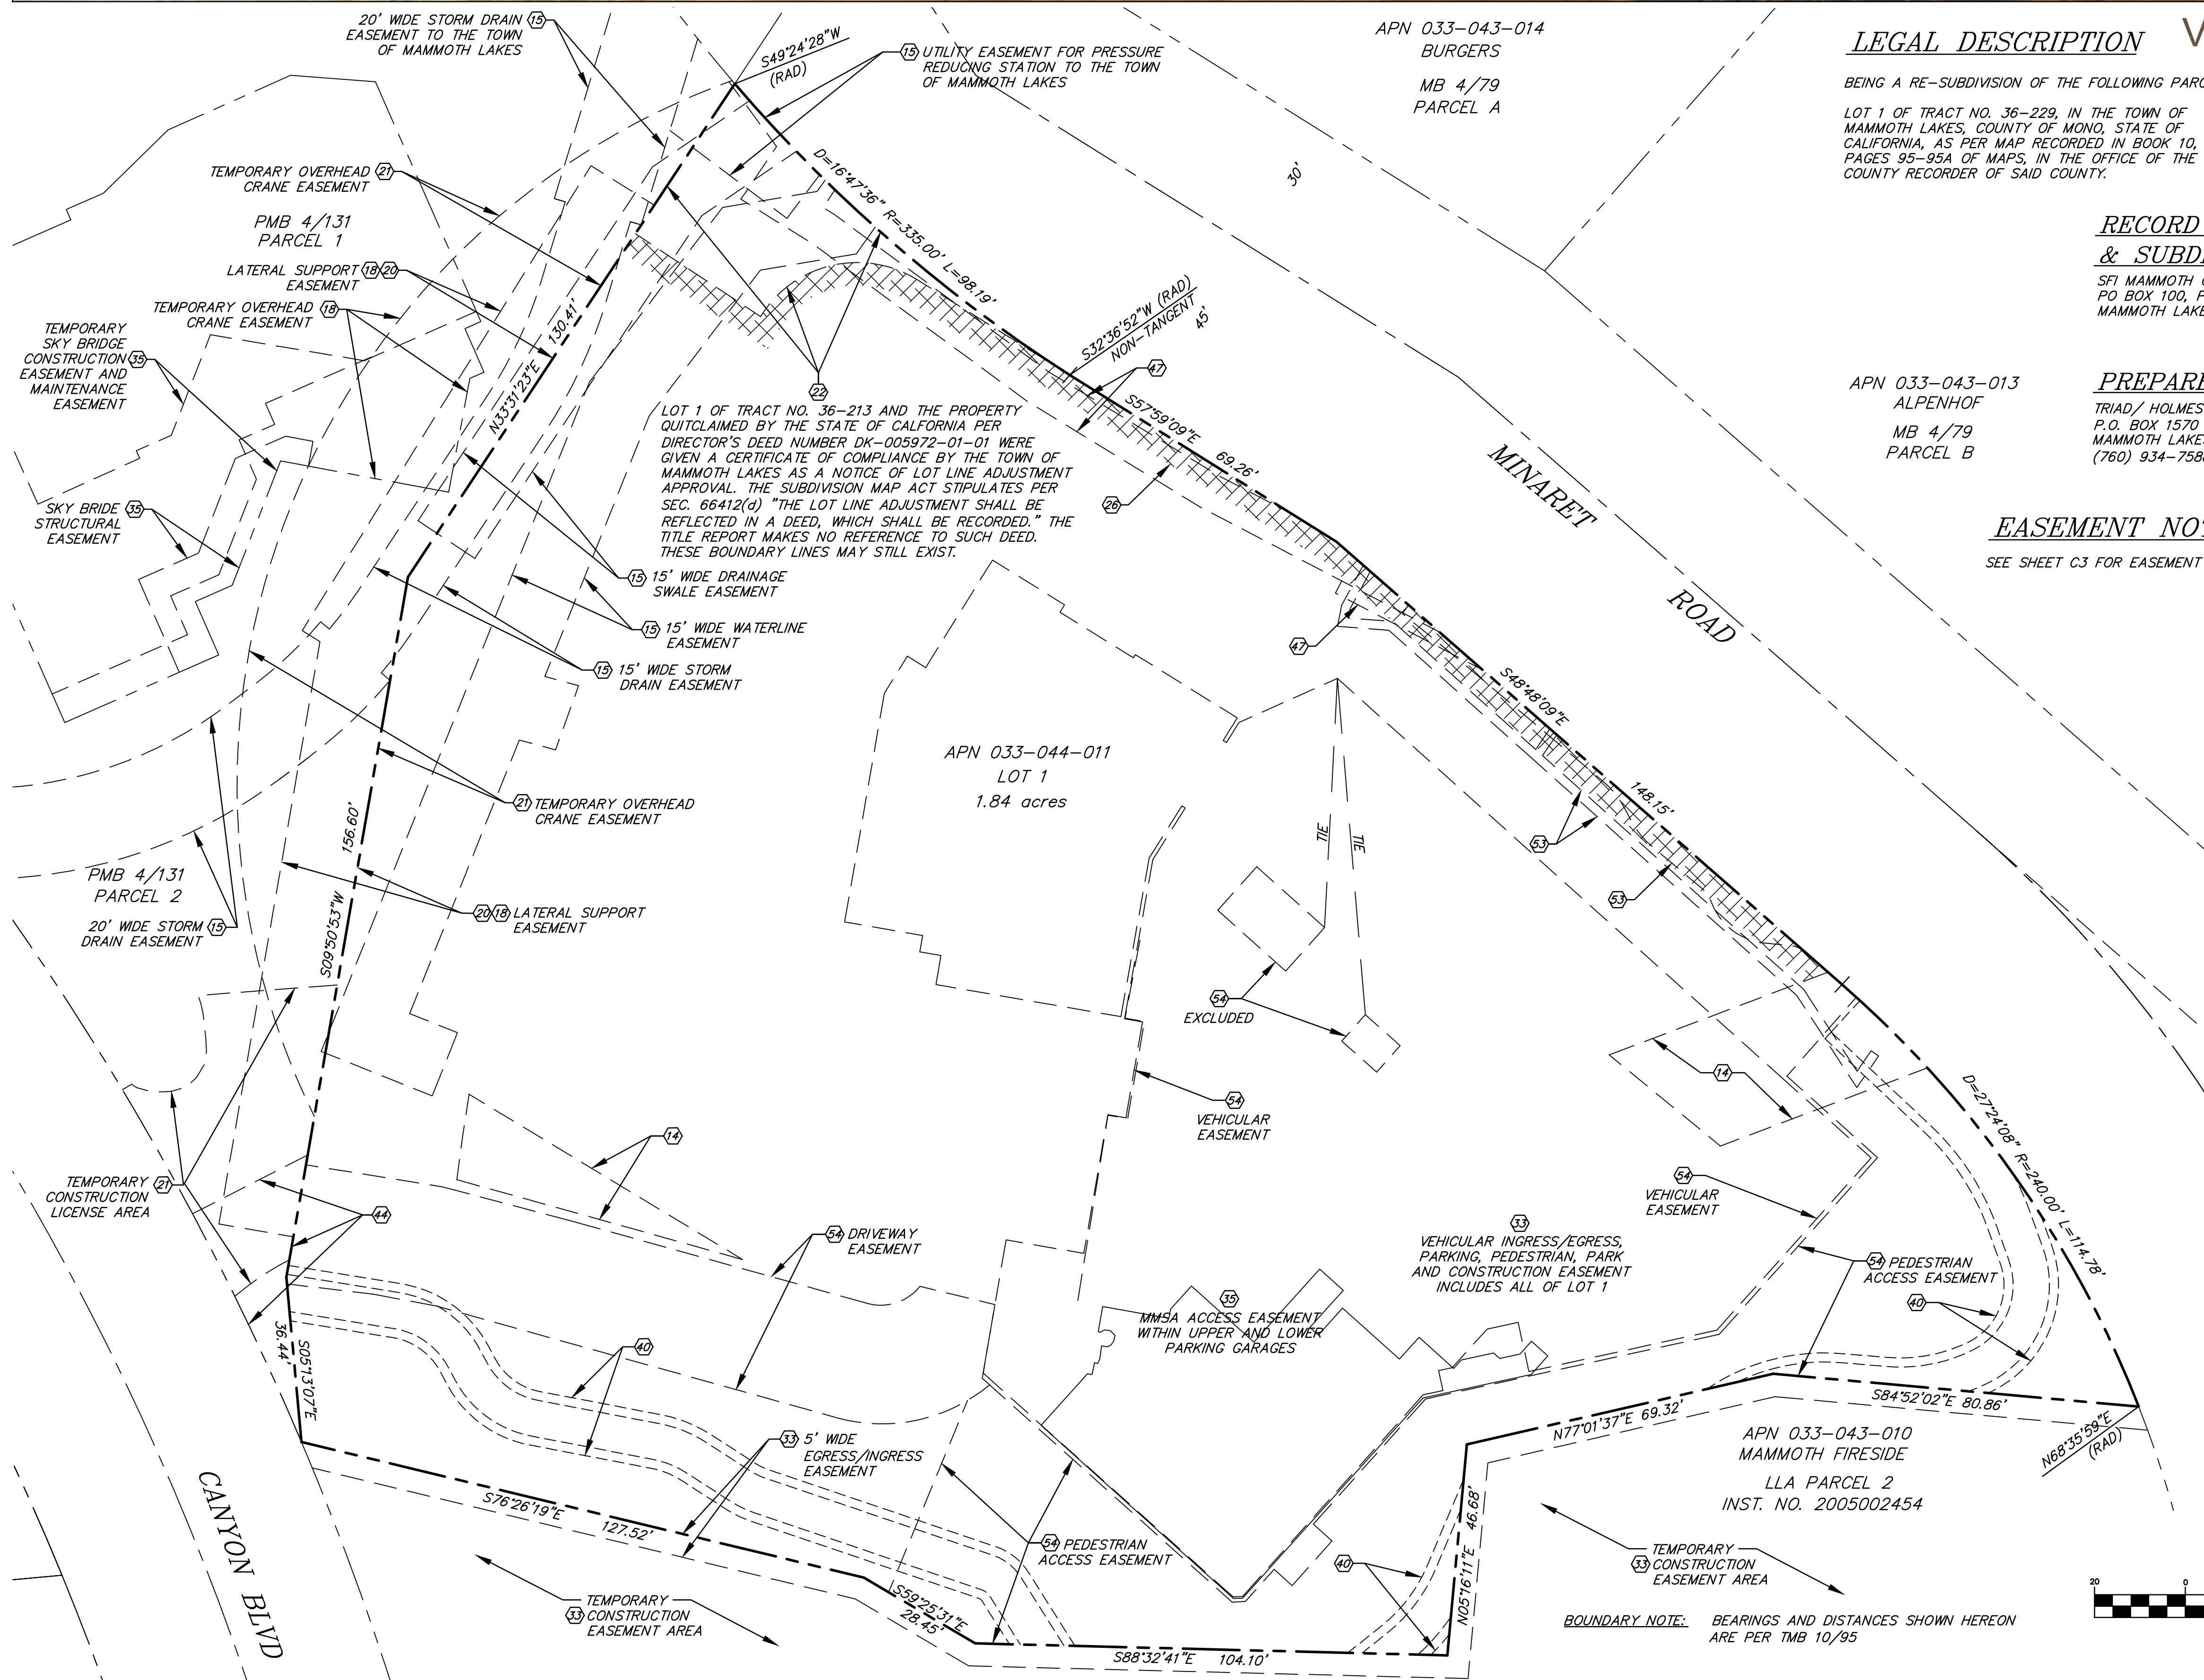 20' WIDE STORM DRAIN 15
EASEMENT TO THE TOWN
OF MAMMOTH LAKES
S49°24'28"W
(RAD)
15 UTILITY EASEMENT FOR PRESSURE
REDUCING STATION TO THE TOWN
OF MAMMOTH LAKES
APN 033-043-014
BURGERS
MB 4/79
PARCEL A
30'
LEGAL DESCRIPTION
V
BEING A RE-SUBDIVISION OF THE FOLLOWING PARC
LOT 1 OF TRACT NO. 36-229, IN THE TOWN OF
MAMMOTH LAKES, COUNTY OF MONO, STATE OF
CALIFORNIA, AS PER MAP RECORDED IN BOOK 10,
PAGES 95-95A OF MAPS, IN THE OFFICE OF THE
COUNTY RECORDER OF SAID COUNTY.
RECORD
& SUBDI
SFI MAMMOTH
PO BOX 100, P
MAMMOTH LAKE
PREPARE
TRIAD/ HOLMES
P.O. BOX 1570
MAMMOTH LAKES
(760) 934-758
APN 033-043-013
ALPENHOF
MB 4/79
PARCEL B
EASEMENT NOT
SEE SHEET C3 FOR EASEMENT
TEMPORARY OVERHEAD 21
CRANE EASEMENT
PMB 4/131
PARCEL 1
LATERAL SUPPORT 18 20
EASEMENT
TEMPORARY OVERHEAD 18
CRANE EASEMENT
TEMPORARY
SKY BRIDGE
CONSTRUCTION 35
EASEMENT AND
MAINTENANCE
EASEMENT
SKY BRIDE 35
STRUCTURAL
EASEMENT
N33°31'23"E 130.41'
D=16°47'36" R=335.00' L=98.19'
S32°36'52"W (RAD)
NON-TANGENT
45'
47
22
LOT 1 OF TRACT NO. 36-213 AND THE PROPERTY
QUITCLAIMED BY THE STATE OF CALFORNIA PER
DIRECTOR'S DEED NUMBER DK-005972-01-01 WERE
GIVEN A CERTIFICATE OF COMPLIANCE BY THE TOWN OF
MAMMOTH LAKES AS A NOTICE OF LOT LINE ADJUSTMENT
APPROVAL. THE SUBDIVISION MAP ACT STIPULATES PER
SEC. 66412(d) "THE LOT LINE ADJUSTMENT SHALL BE
REFLECTED IN A DEED, WHICH SHALL BE RECORDED." THE
TITLE REPORT MAKES NO REFERENCE TO SUCH DEED.
THESE BOUNDARY LINES MAY STILL EXIST.
S57°59'09"E 69.26'
26
MINARET
ROAD
15 15' WIDE DRAINAGE
SWALE EASEMENT
15 15' WIDE WATERLINE
EASEMENT
15 15' WIDE STORM
DRAIN EASEMENT
47
S48°48'09"E 148.15'
APN 033-044-011
LOT 1
1.84 acres
21 TEMPORARY OVERHEAD
CRANE EASEMENT
TIE
TIE
53
53
156.60'
S09°50'53"W
PMB 4/131
PARCEL 2
20' WIDE STORM 15
DRAIN EASEMENT
20 18 LATERAL SUPPORT
EASEMENT
54
EXCLUDED
14
54
VEHICULAR
EASEMENT
D=27°24'08" R=240.00' L=114.78'
14
TEMPORARY 21
CONSTRUCTION
LICENSE AREA
44
54 DRIVEWAY
EASEMENT
54
VEHICULAR
EASEMENT
33
VEHICULAR INGRESS/EGRESS,
PARKING, PEDESTRIAN, PARK
AND CONSTRUCTION EASEMENT
INCLUDES ALL OF LOT 1
54 PEDESTRIAN
ACCESS EASEMENT
40
35
MMSA ACCESS EASEMENT
WITHIN UPPER AND LOWER
PARKING GARAGES
40
S05°13'07"E
36.44'
33 5' WIDE
EGRESS/INGRESS
EASEMENT
S84°52'02"E 80.86'
N77°01'37"E 69.32'
APN 033-043-010
MAMMOTH FIRESIDE
LLA PARCEL 2
INST. NO. 2005002454
N68°35'59"E
(RAD)
CANYON BLVD
S76°26'19"E 127.52'
54 PEDESTRIAN
ACCESS EASEMENT
N05°16'11"E 46.68'
40
TEMPORARY
33 CONSTRUCTION
EASEMENT AREA
TEMPORARY
33 CONSTRUCTION
EASEMENT AREA
S59°25'31"E
28.45'
S88°32'41"E 104.10'
BOUNDARY NOTE: BEARINGS AND DISTANCES SHOWN HEREON
ARE PER TMB 10/95
20 0